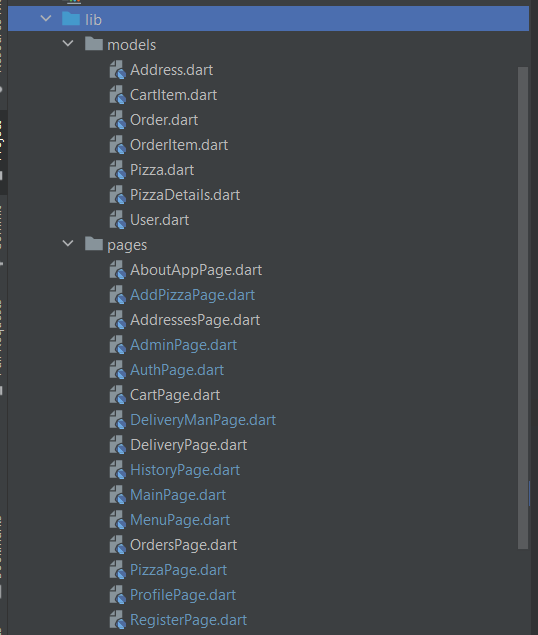 lib
models
Address.dart
CartItem.dart
Order.dart
OrderItem.dart
Pizza.dart
PizzaDetails.dart
User.dart
pages
AboutAppPage.dart
AddPizzaPage.dart
AddressesPage.dart
AdminPage.dart
AuthPage.dart
CartPage.dart
DeliveryManPage.dart
DeliveryPage.dart
HistoryPage.dart
MainPage.dart
MenuPage.dart
OrdersPage.dart
PizzaPage.dart
ProfilePage.dart
RegisterPage.dart